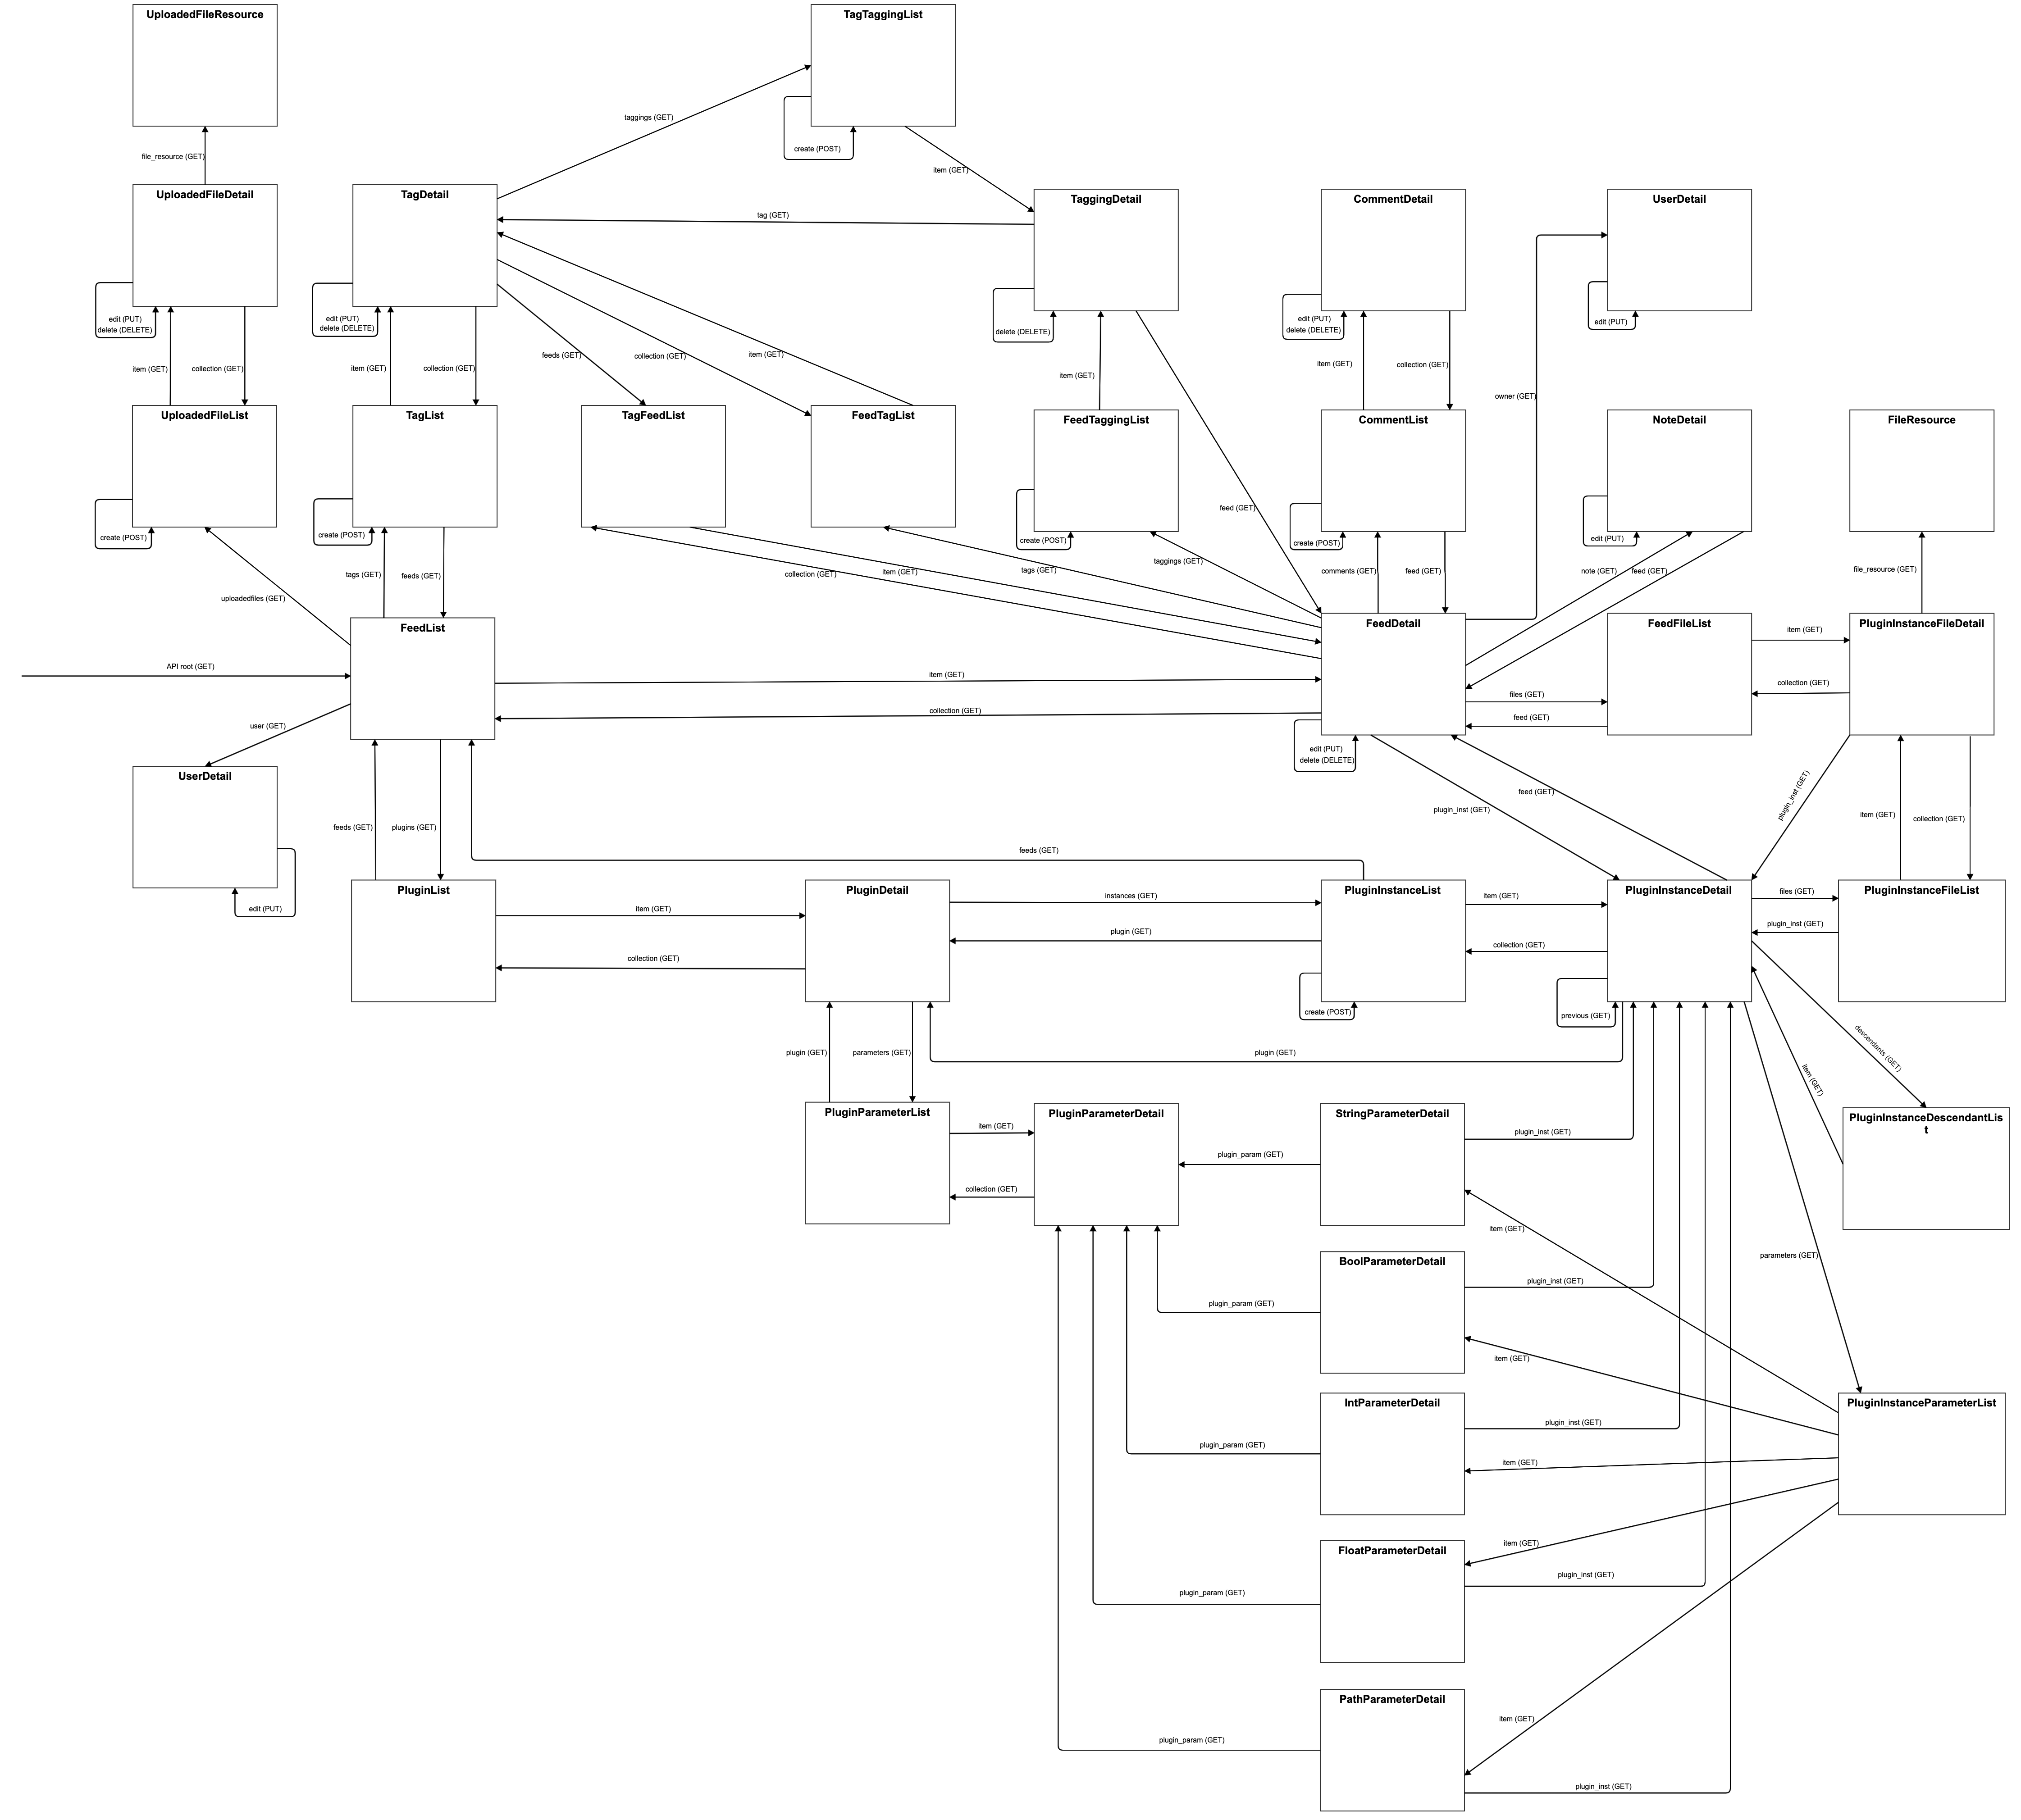 UploadedFileResource
TagTaggingList
taggings (GET)
create (POST)
file_resource (GET)
item (GET)
UploadedFileDetail
TagDetail
TaggingDetail
CommentDetail
UserDetail
tag (GET)
edit (PUT)
delete (DELETE)
edit (PUT)
delete (DELETE)
delete (DELETE)
edit (PUT)
delete (DELETE)
edit (PUT)
item (GET)
collection (GET)
item (GET)
collection (GET)
feeds (GET)
collection (GET)
item (GET)
item (GET)
item (GET)
collection (GET)
owner (GET)
UploadedFileList
TagList
TagFeedList
FeedTagList
FeedTaggingList
CommentList
NoteDetail
FileResource
feed (GET)
create (POST)
create (POST)
create (POST)
create (POST)
edit (PUT)
uploadedfiles (GET)
tags (GET)
feeds (GET)
collection (GET)
item (GET)
tags (GET)
taggings (GET)
comments (GET)
feed (GET)
note (GET)
feed (GET)
file_resource (GET)
FeedList
FeedDetail
FeedFileList
PluginInstanceFileDetail
API root (GET)
item (GET)
item (GET)
collection (GET)
collection (GET)
files (GET)
feed (GET)
user (GET)
edit (PUT)
delete (DELETE)
UserDetail
edit (PUT)
feeds (GET)
plugins (GET)
feeds (GET)
plugin_inst (GET)
feed (GET)
plugin_inst (GET)
item (GET)
collection (GET)
PluginList
PluginDetail
PluginInstanceList
PluginInstanceDetail
PluginInstanceFileList
item (GET)
instances (GET)
item (GET)
files (GET)
plugin (GET)
plugin_inst (GET)
collection (GET)
collection (GET)
create (POST)
previous (GET)
plugin (GET)
parameters (GET)
plugin (GET)
descendants (GET)
item (GET)
PluginParameterList
PluginParameterDetail
StringParameterDetail
PluginInstanceDescendantLis
t
item (GET)
plugin_inst (GET)
plugin_param (GET)
collection (GET)
item (GET)
BoolParameterDetail
parameters (GET)
plugin_inst (GET)
plugin_param (GET)
item (GET)
IntParameterDetail
PluginInstanceParameterList
plugin_inst (GET)
plugin_param (GET)
item (GET)
FloatParameterDetail
item (GET)
plugin_inst (GET)
plugin_param (GET)
PathParameterDetail
item (GET)
plugin_param (GET)
plugin_inst (GET)